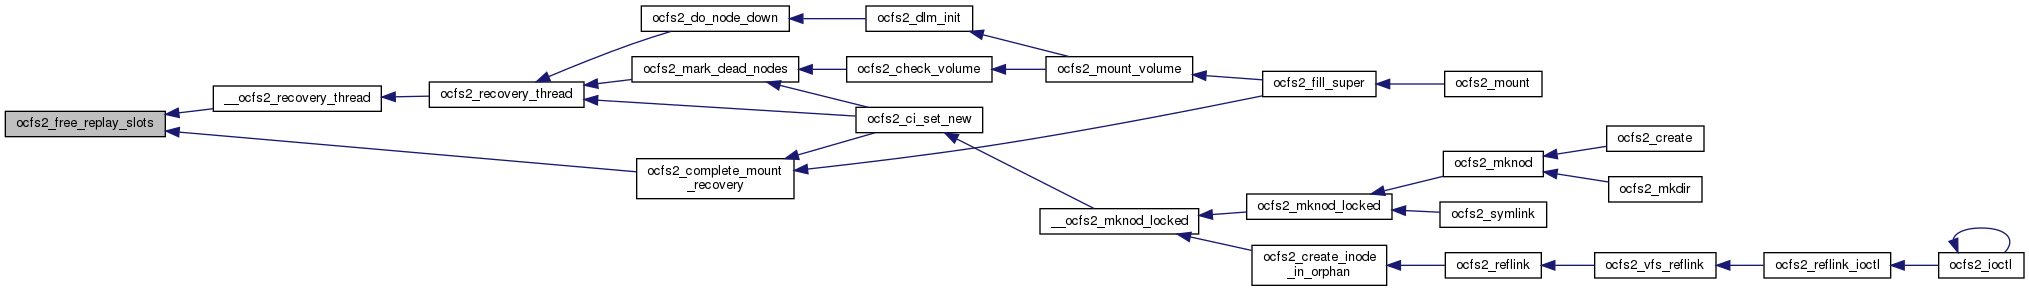 ocfs2_do_node_down
ocfs2_dlm_init
ocfs2_mark_dead_nodes
ocfs2_check_volume
ocfs2_mount_volume
ocfs2_fill_super
ocfs2_mount
__ocfs2_recovery_thread
ocfs2_recovery_thread
ocfs2_free_replay_slots
ocfs2_ci_set_new
ocfs2_create
ocfs2_complete_mount
_recovery
ocfs2_mknod
ocfs2_mkdir
ocfs2_mknod_locked
ocfs2_symlink
__ocfs2_mknod_locked
ocfs2_create_inode
_in_orphan
ocfs2_reflink
ocfs2_vfs_reflink
ocfs2_reflink_ioctl
ocfs2_ioctl